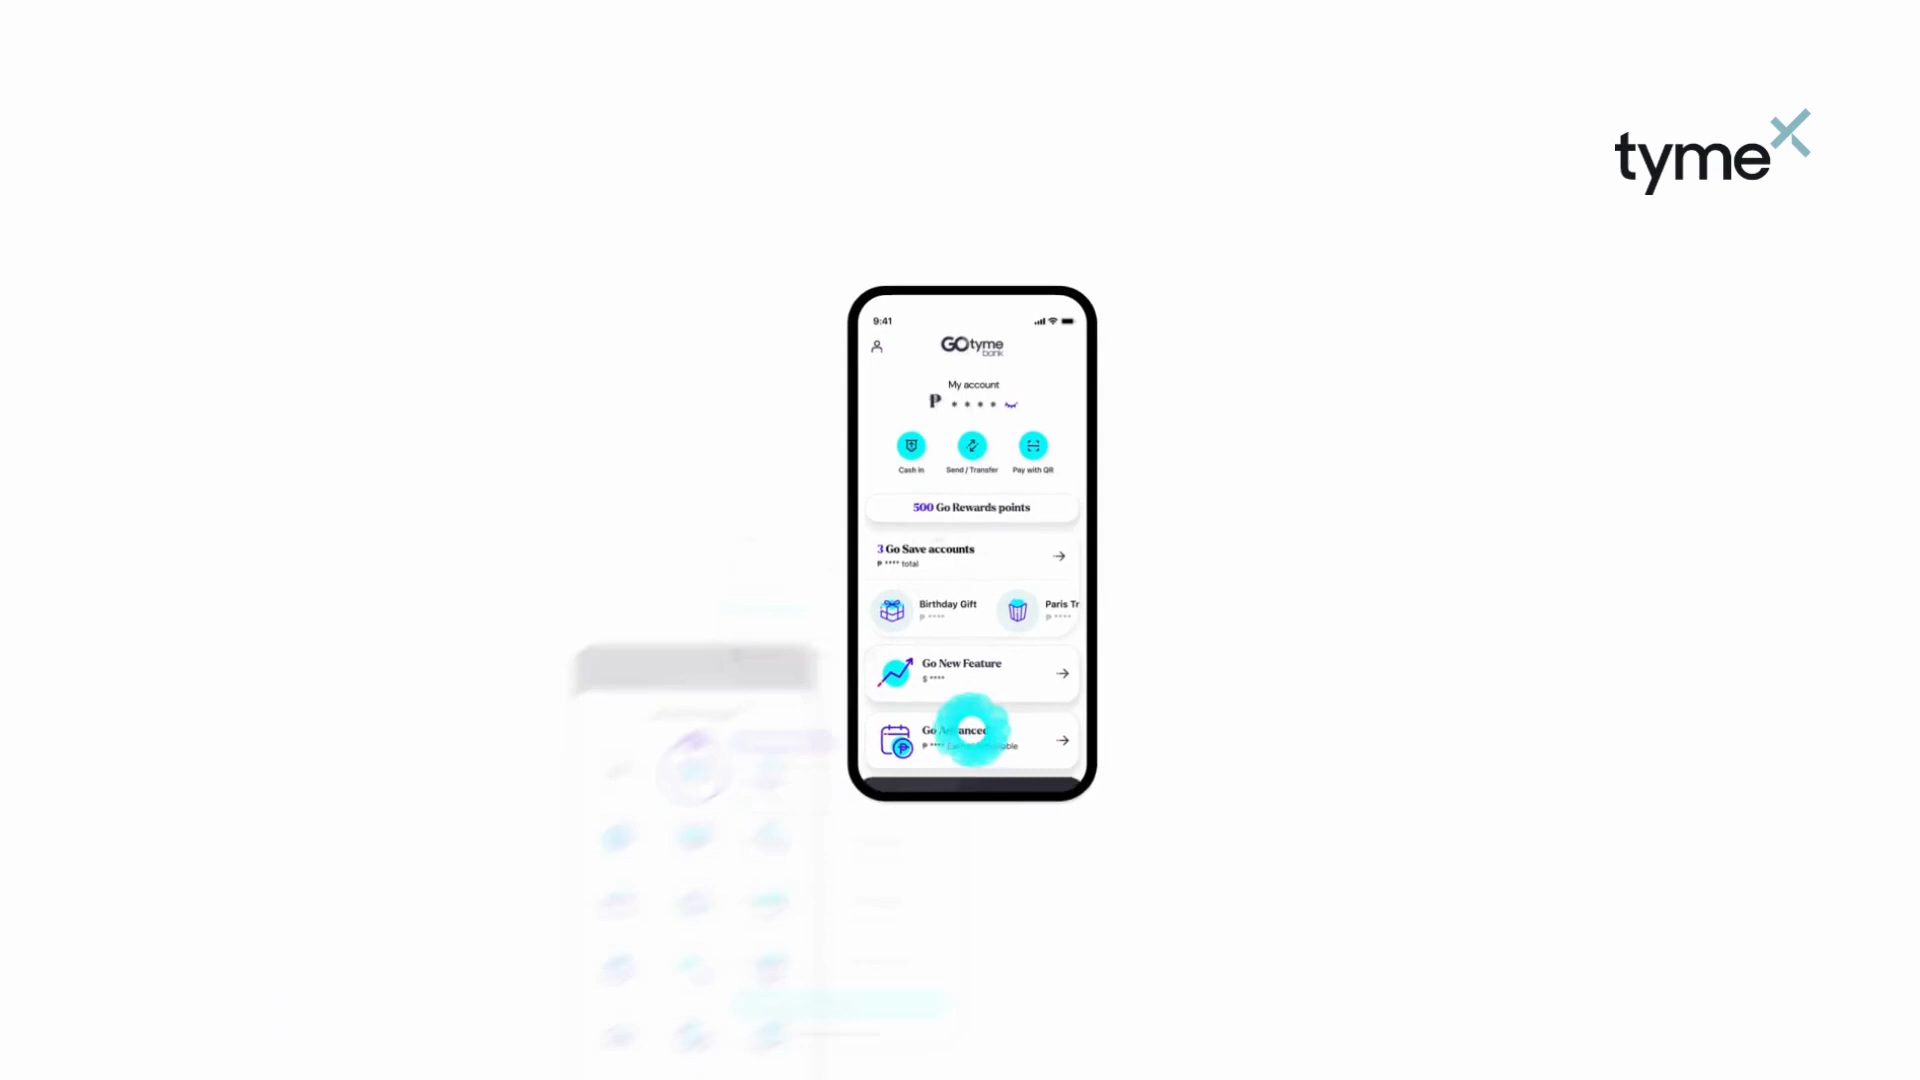 tyme
9:41
GOtyme
bank
My account
₱ * * * *
Cash in
Send / Transfer
Pay with QR
500 Go Rewards points
3 Go Save accounts
₱ **** total
Birthday Gift
₱ ****
Paris Tr
₱ ****
Go New Feature
$ ****
Go
₱ ****